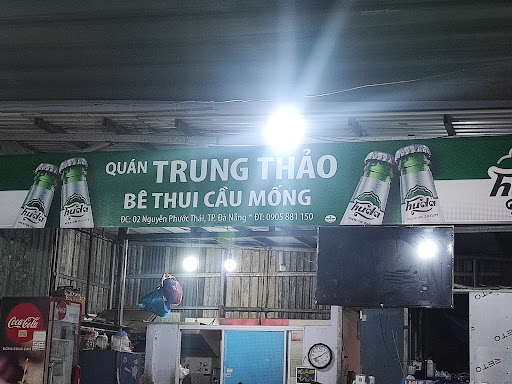 QUÁN TRUNG THẢO
BÊ THUI CẦU MỐNG
ĐC: 02 Nguyễn Phước Thái, TP. Đà Nẵng * ĐT: 0905 881 150
huda
huda
huda
huda
Coca-Cola
KETO